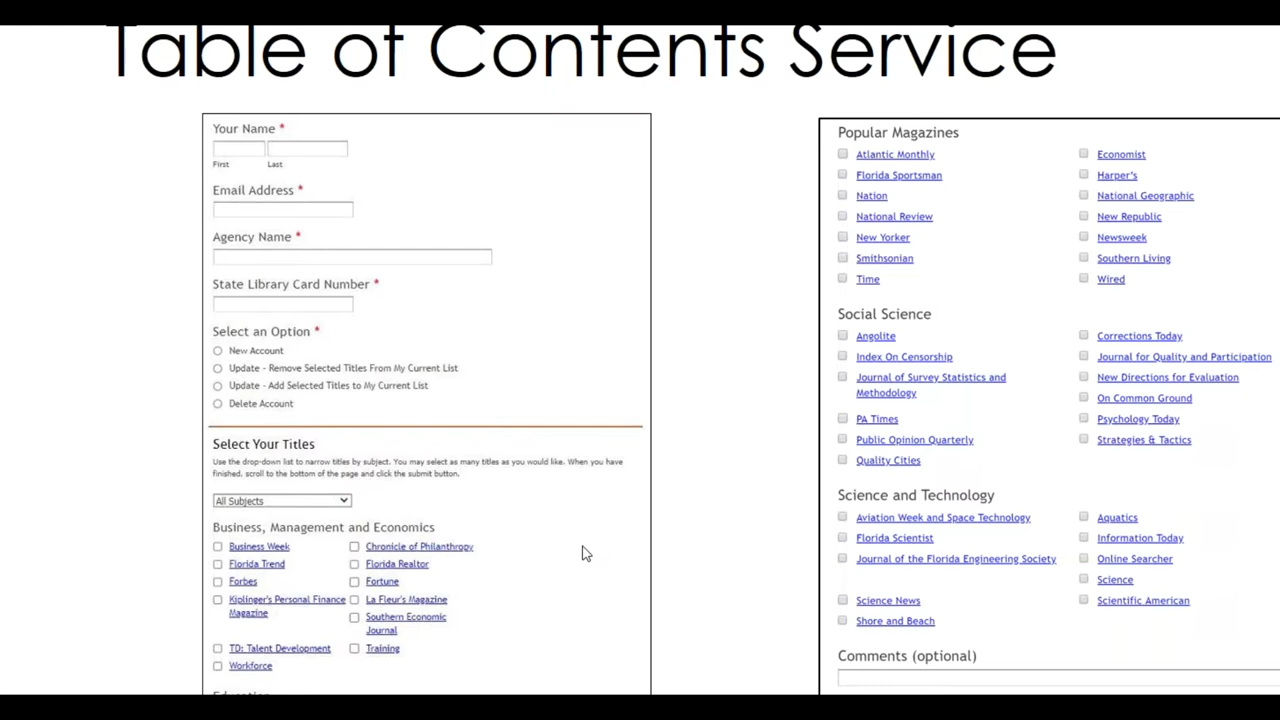 Table of Contents Service
Your Name *
First Last
Email Address *
Agency Name *
State Library Card Number *
Select an Option *
New Account
Update - Remove Selected Titles From My Current List
Update - Add Selected Titles to My Current List
Delete Account
Select Your Titles
Use the drop-down list to narrow titles by subject. You may select as many titles as you would like. When you have
finished, scroll to the bottom of the page and click the submit button.
All Subjects
Business, Management and Economics
Business Week Chronicle of Philanthropy
Florida Trend Florida Realtor
Forbes Fortune
Kiplinger's Personal Finance La Fleur's Magazine
Magazine Southern Economic
Journal
TD: Talent Development Training
Workforce
Education
Popular Magazines
Atlantic Monthly Economist
Florida Sportsman Harper's
Nation National Geographic
National Review New Republic
New Yorker Newsweek
Smithsonian Southern Living
Time Wired
Social Science
Angolite Corrections Today
Index On Censorship Journal for Quality and Participation
Journal of Survey Statistics and New Directions for Evaluation
Methodology On Common Ground
PA Times Psychology Today
Public Opinion Quarterly Strategies & Tactics
Quality Cities
Science and Technology
Aviation Week and Space Technology Aquatics
Florida Scientist Information Today
Journal of the Florida Engineering Society Online Searcher
Science
Science News Scientific American
Shore and Beach
Comments (optional)